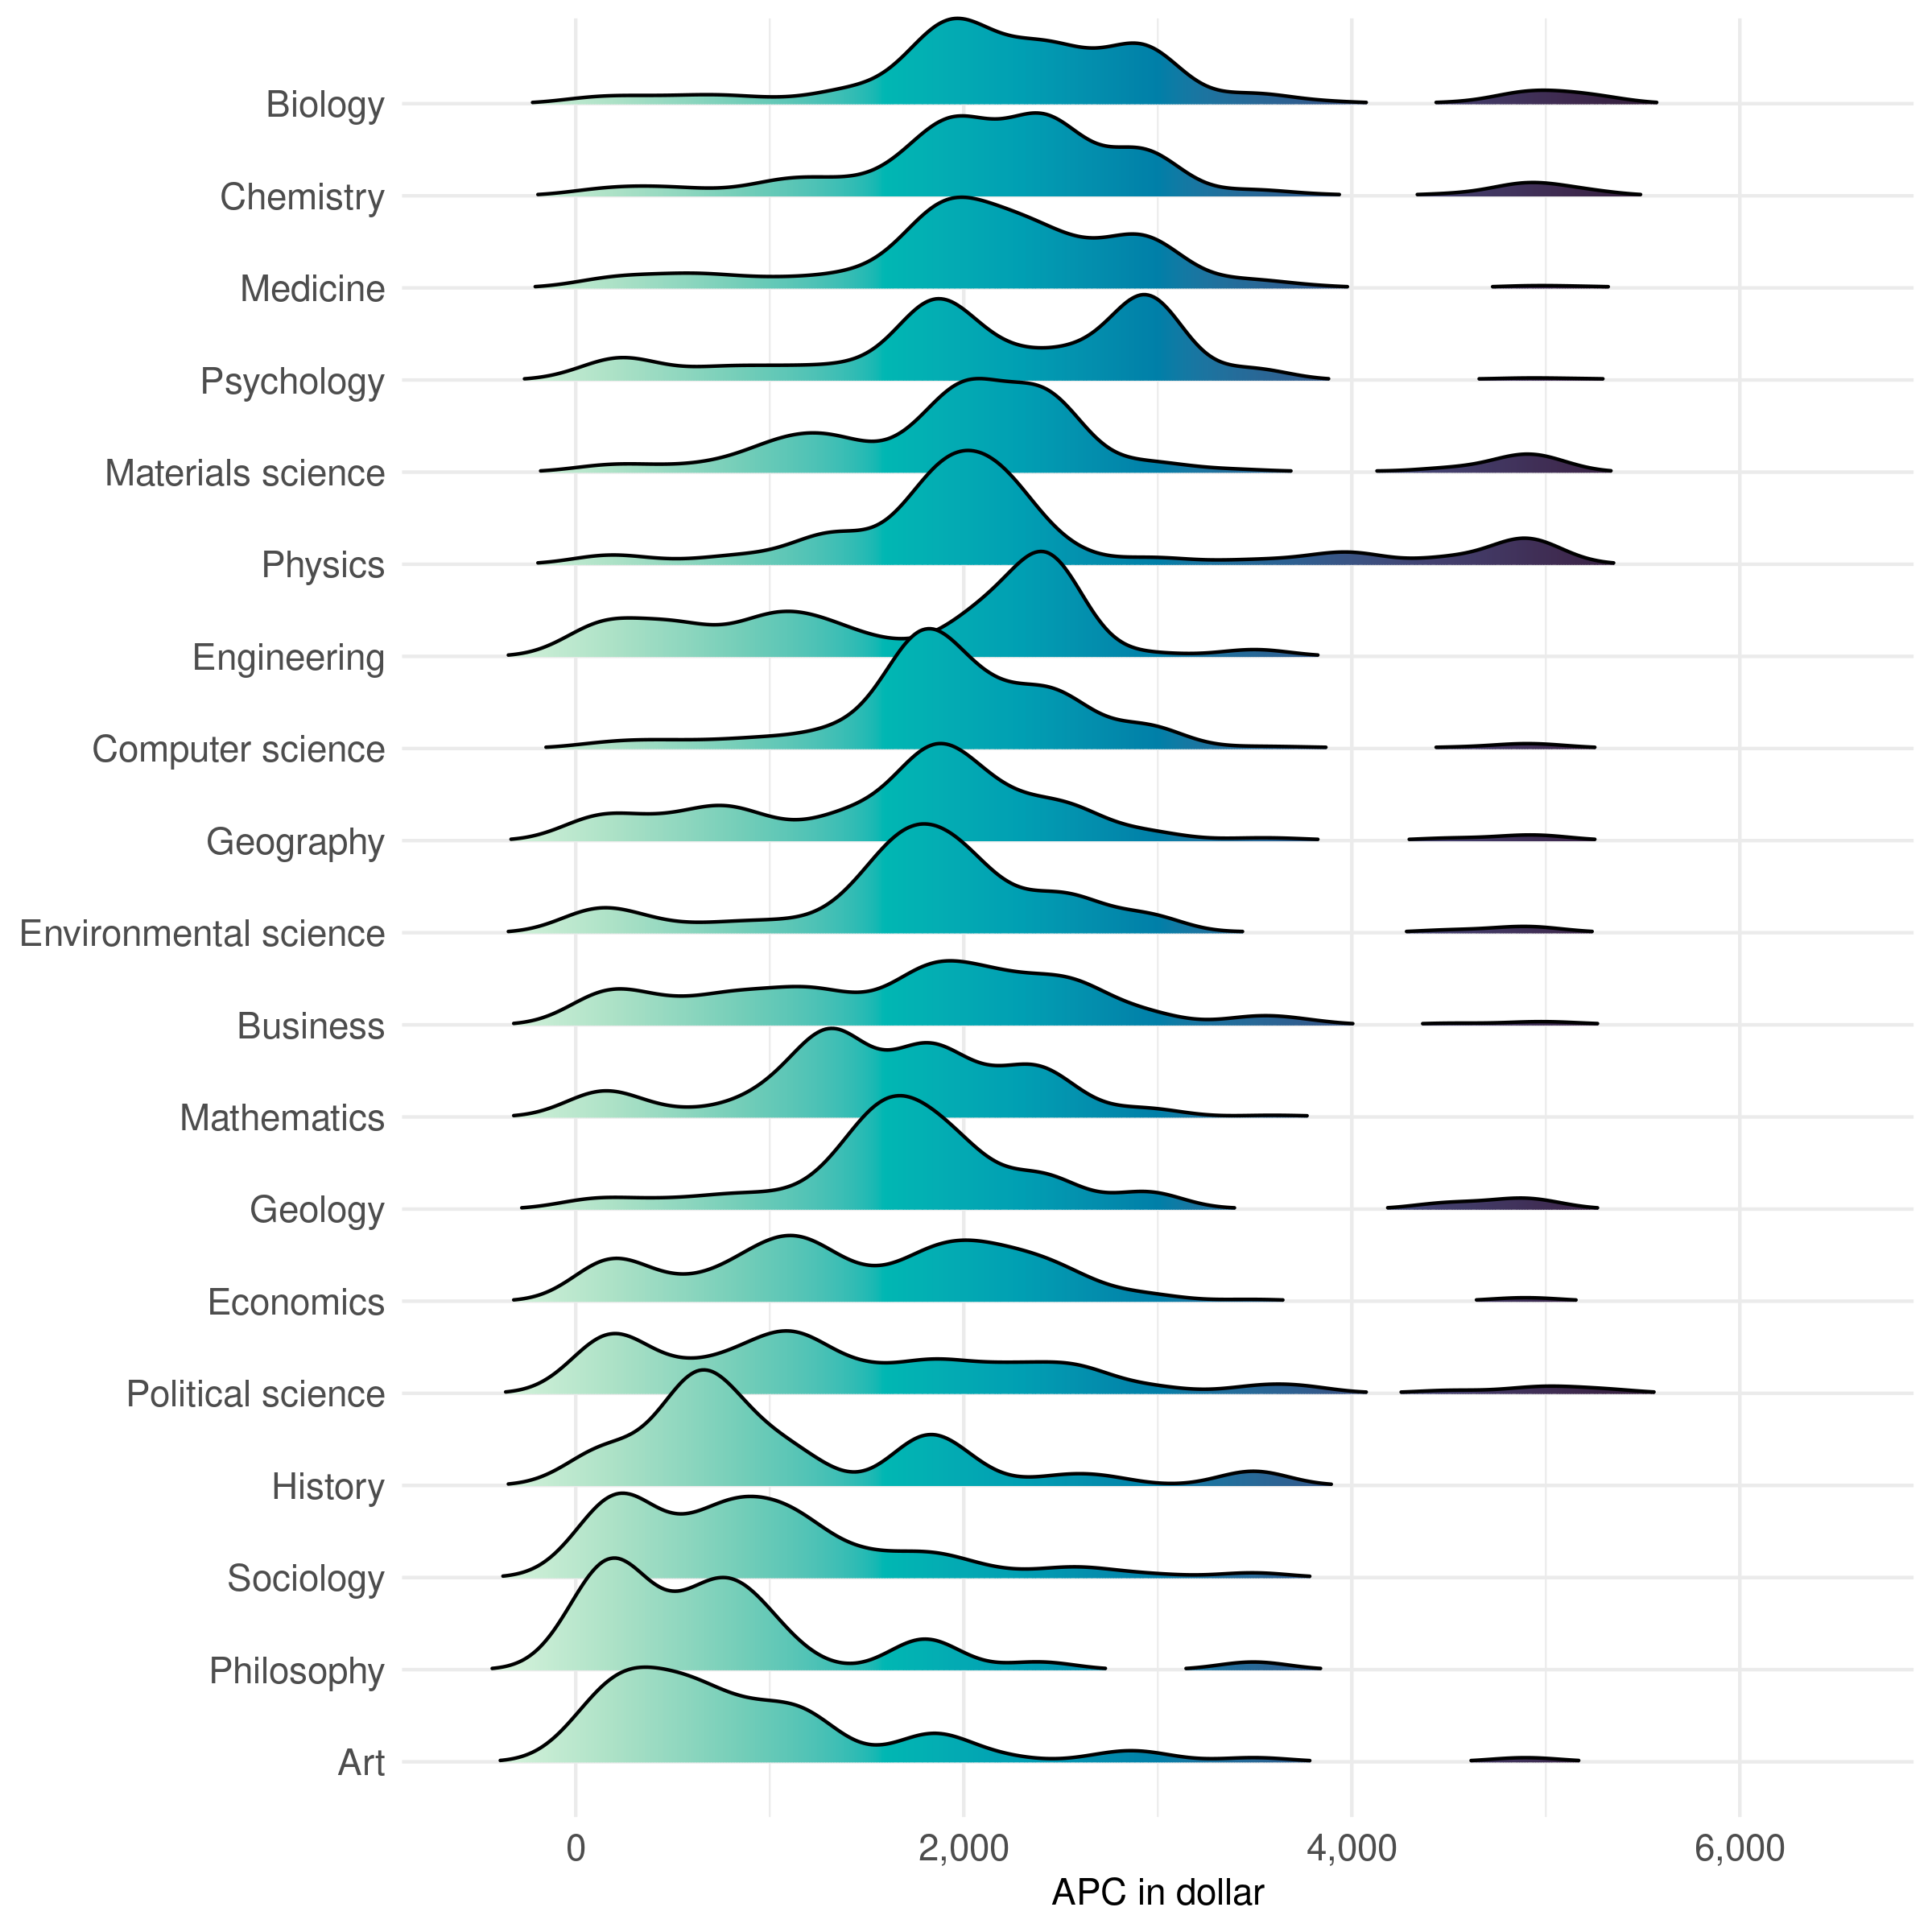 Biology
Chemistry
Medicine
Psychology
Materials science
Physics
Engineering
Computer science
Geography
Environmental science
Business
Mathematics
Geology
Economics
Political science
History
Sociology
Philosophy
Art
0 2,000 4,000 6,000
APC in dollar